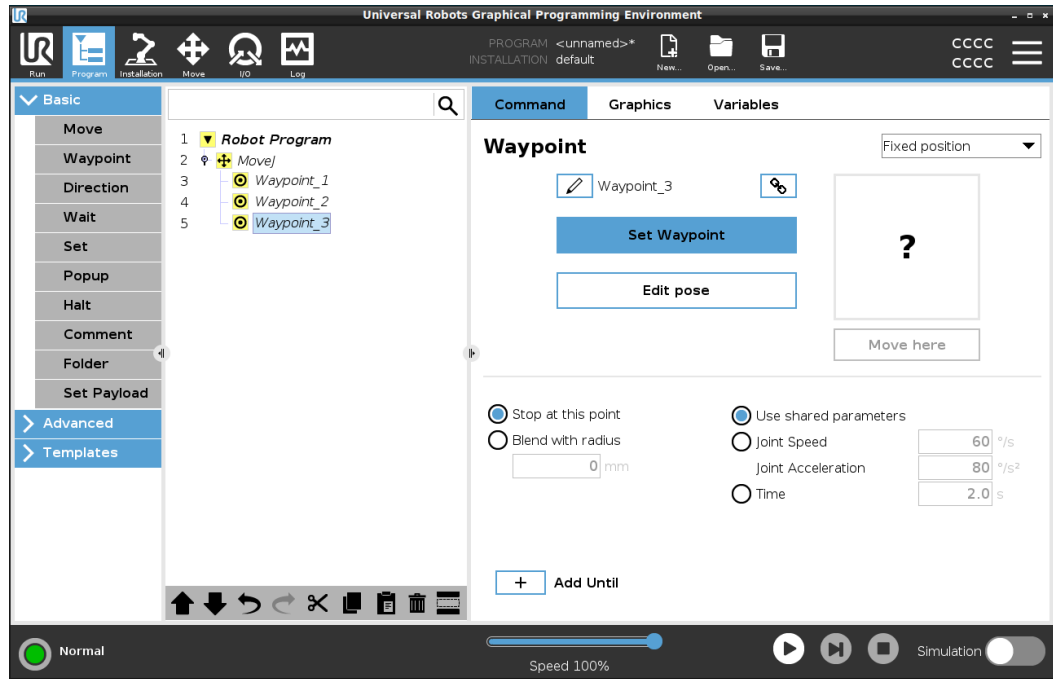 Universal Robots Graphical Programming Environment
PROGRAM <unnamed>*
INSTALLATION default
CCCC
CCCC
Run
Program
Installation
Move
I/O
Log
New...
Open...
Save...
Basic
Move
Waypoint
Direction
Wait
Set
Popup
Halt
Comment
Folder
Set Payload
Advanced
Templates
1 Robot Program
2 MoveJ
3 Waypoint_1
4 Waypoint_2
5 Waypoint_3
Command Graphics Variables
Waypoint
Fixed position
Waypoint_3
Set Waypoint
Edit pose
?
Move here
Stop at this point
Blend with radius
0 mm
Use shared parameters
Joint Speed 60 °/s
Joint Acceleration 80 °/s²
Time 2.0 s
+ Add Until
Normal
Speed 100%
Simulation